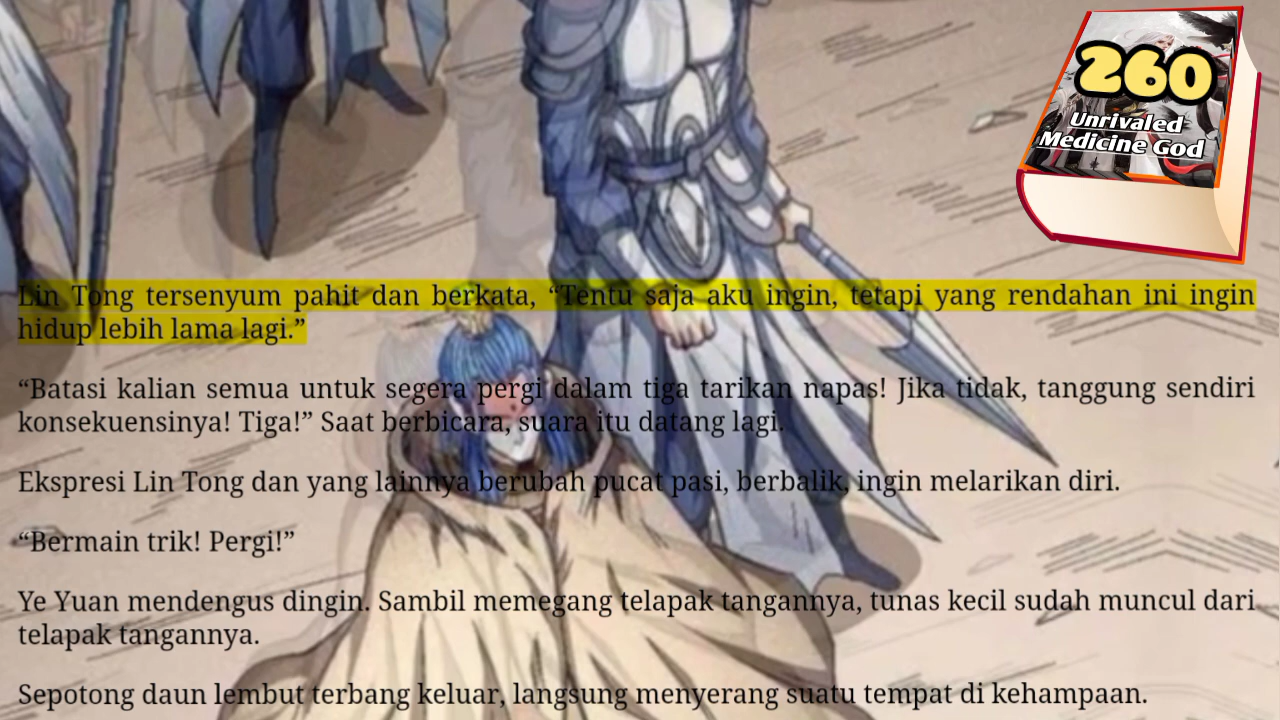 260
Unrivaled
Medicine God
Lin Tong tersenyum pahit dan berkata, “Tentu saja aku ingin, tetapi yang rendahan ini ingin
hidup lebih lama lagi.”
“Batasi kalian semua untuk segera pergi dalam tiga tarikan napas! Jika tidak, tanggung sendiri
konsekuensinya! Tiga!” Saat berbicara, suara itu datang lagi.
Ekspresi Lin Tong dan yang lainnya berubah pucat pasi, berbalik, ingin melarikan diri.
“Bermain trik! Pergi!”
Ye Yuan mendengus dingin. Sambil memegang telapak tangannya, tunas kecil sudah muncul dari
telapak tangannya.
Sepotong daun lembut terbang keluar, langsung menyerang suatu tempat di kehampaan.